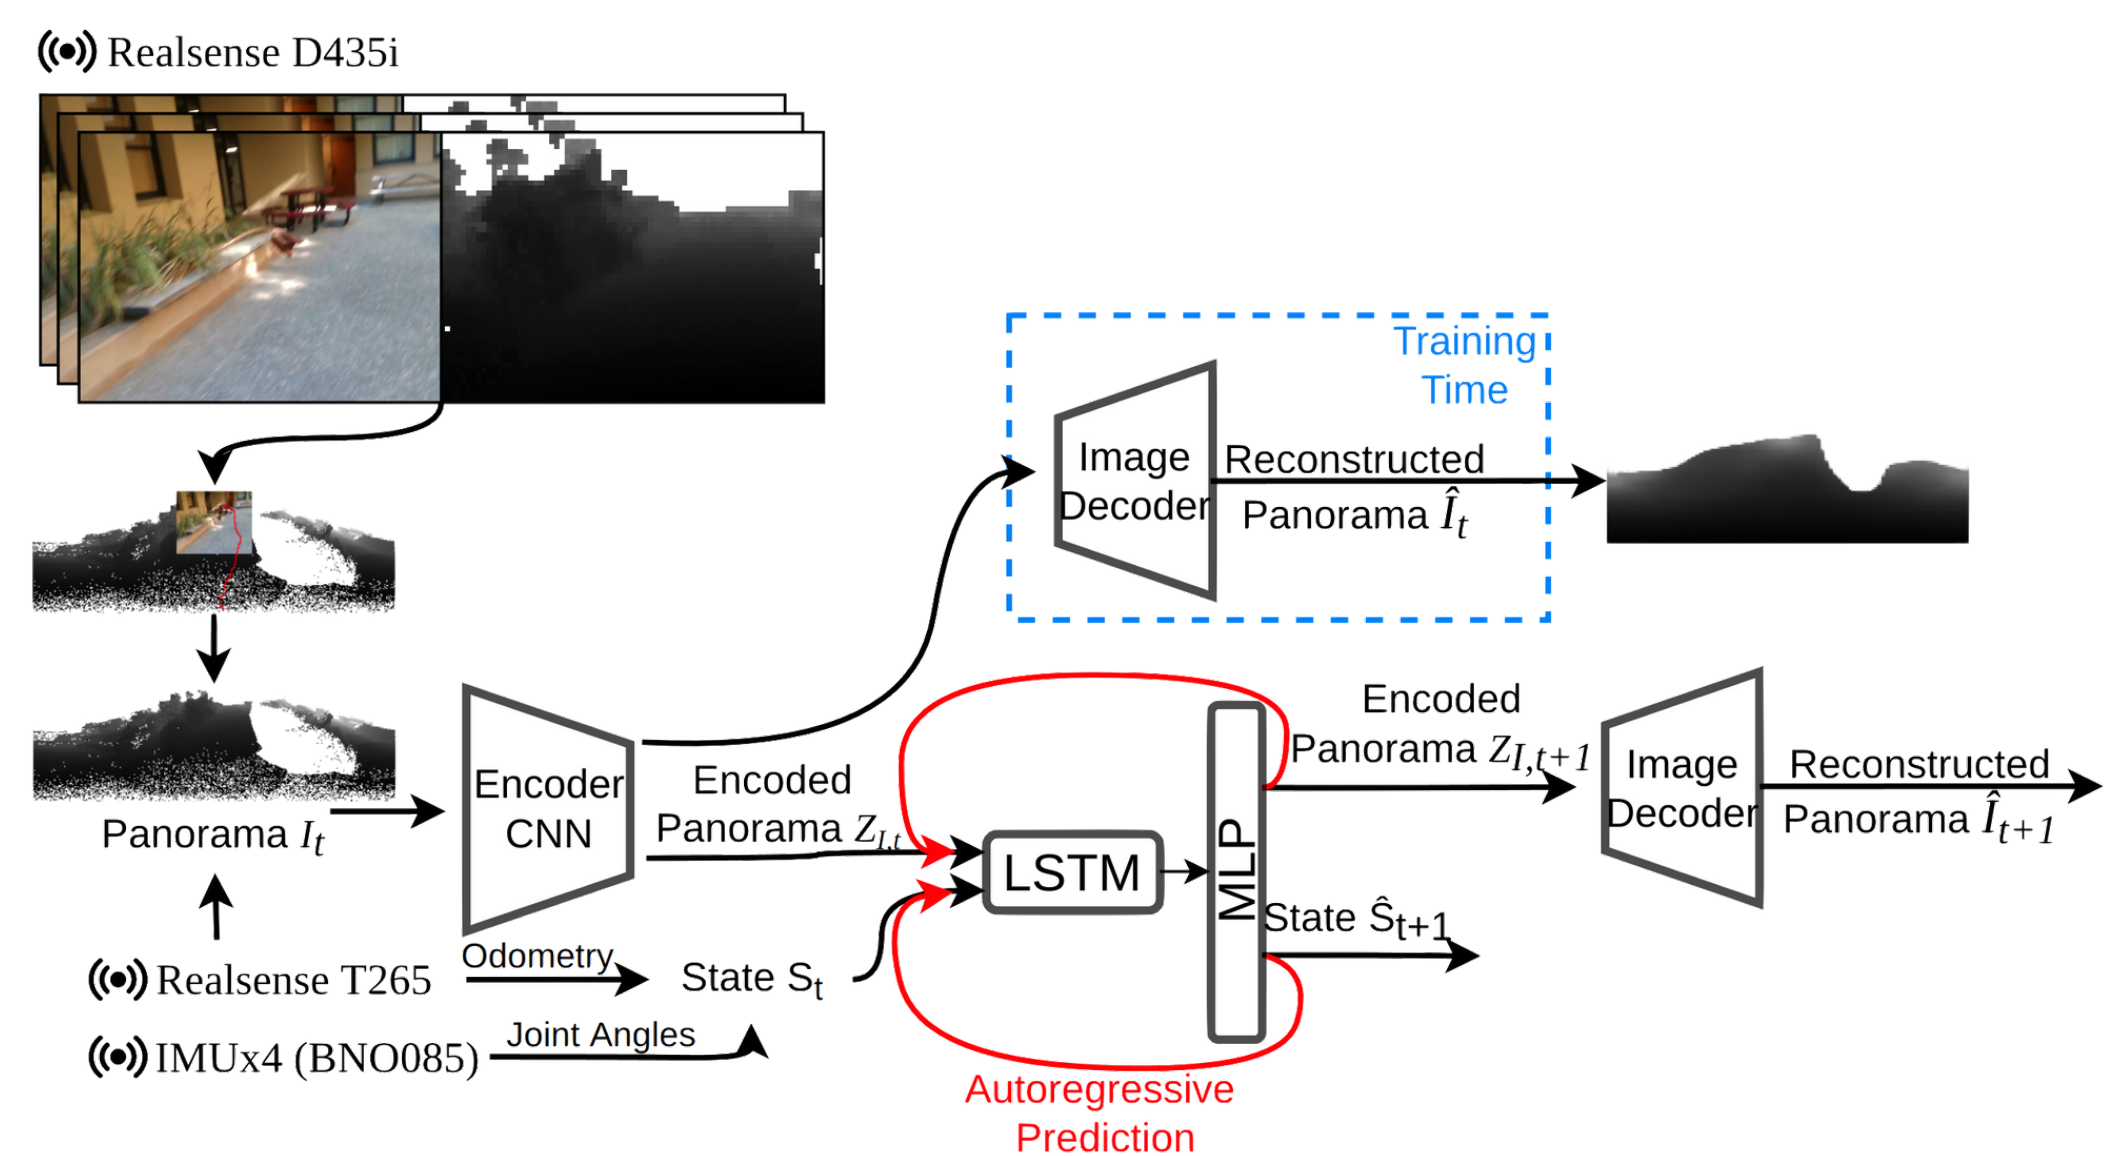 Realsense D435i
Training
Time
Image
Decoder
Reconstructed
Panorama Î_t
Encoder
CNN
Encoded
Panorama Z_{I,t}
Panorama I_t
LSTM
MLP
Encoded
Panorama Z_{I,t+1}
Image
Decoder
Reconstructed
Panorama Î_{t+1}
State Ŝ_{t+1}
Realsense T265
Odometry
State S_t
IMUx4 (BNO085)
Joint Angles
Autoregressive
Prediction